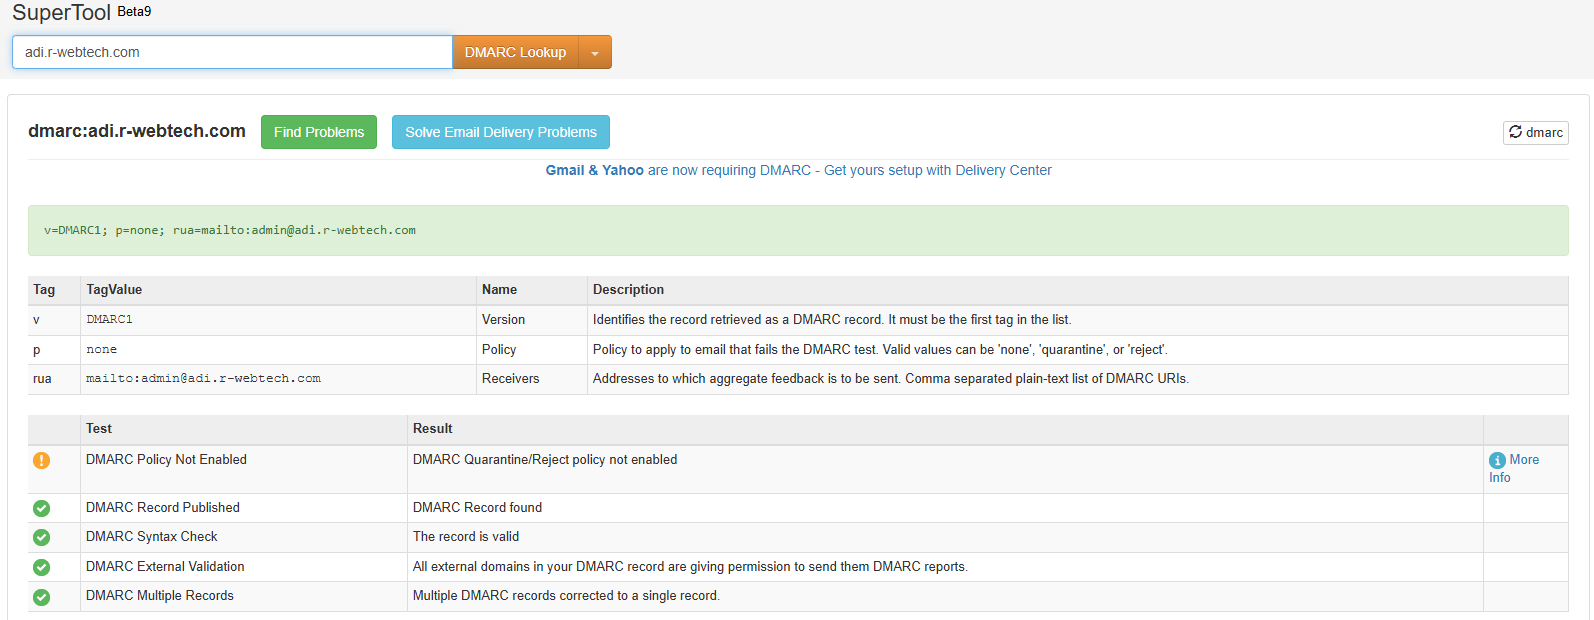 SuperTool Beta9
adi.r-webtech.com DMARC Lookup
dmarc:adi.r-webtech.com Find Problems Solve Email Delivery Problems dmarc
Gmail & Yahoo are now requiring DMARC - Get yours setup with Delivery Center
v=DMARC1; p=none; rua=mailto:admin@adi.r-webtech.com
Tag TagValue Name Description
v DMARC1 Version Identifies the record retrieved as a DMARC record. It must be the first tag in the list.
p none Policy Policy to apply to email that fails the DMARC test. Valid values can be 'none', 'quarantine', or 'reject'.
rua mailto:admin@adi.r-webtech.com Receivers Addresses to which aggregate feedback is to be sent. Comma separated plain-text list of DMARC URIs.
Test Result
DMARC Policy Not Enabled DMARC Quarantine/Reject policy not enabled More
Info
DMARC Record Published DMARC Record found
DMARC Syntax Check The record is valid
DMARC External Validation All external domains in your DMARC record are giving permission to send them DMARC reports.
DMARC Multiple Records Multiple DMARC records corrected to a single record.